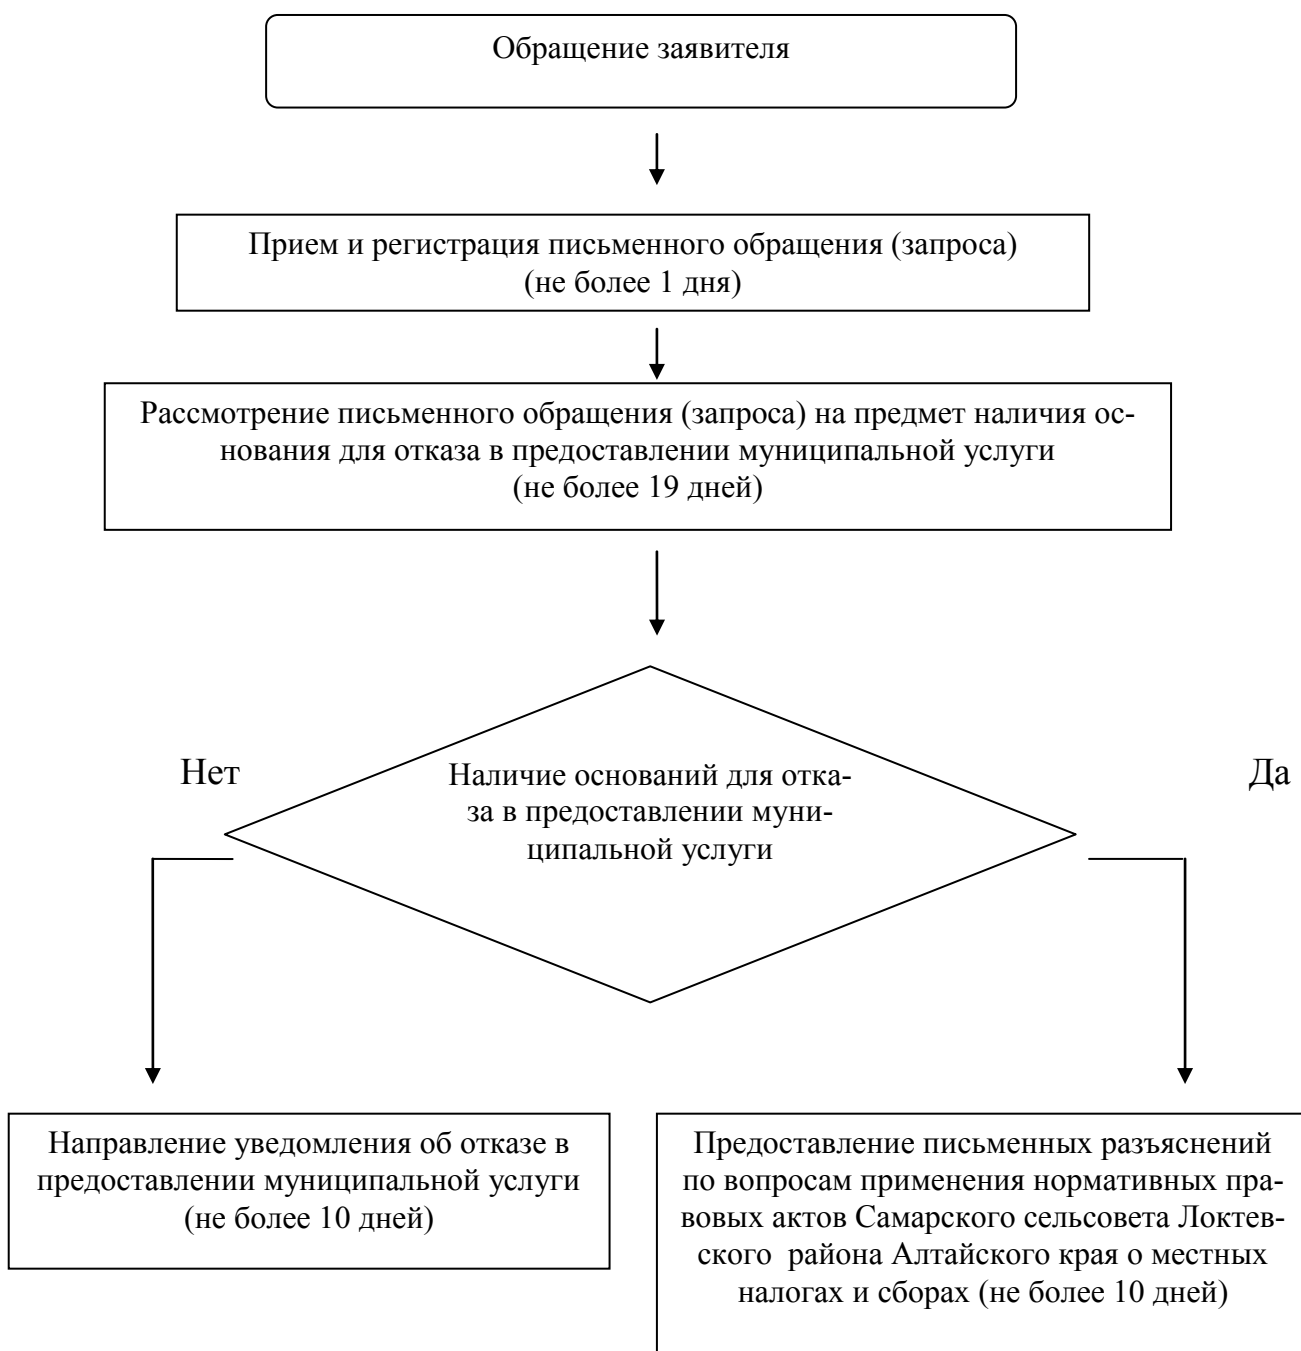 Обращение заявителя
Прием и регистрация письменного обращения (запроса)
(не более 1 дня)
Рассмотрение письменного обращения (запроса) на предмет наличия ос-
нования для отказа в предоставлении муниципальной услуги
(не более 19 дней)
Нет
Наличие оснований для отка-
за в предоставлении муни-
ципальной услуги
Да
Направление уведомления об отказе в
предоставлении муниципальной услуги
(не более 10 дней)
Предоставление письменных разъяснений
по вопросам применения нормативных пра-
вовых актов Самарского сельсовета Локтев-
ского района Алтайского края о местных
налогах и сборах (не более 10 дней)